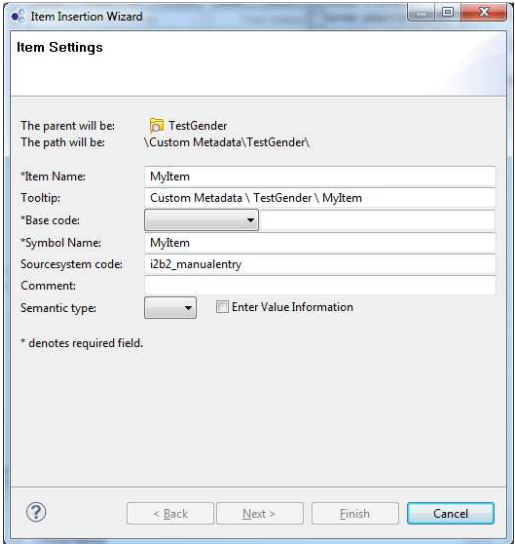 Item Insertion Wizard
Item Settings
The parent will be: TestGender
The path will be: \Custom Metadata\TestGender\
*Item Name: MyItem
Tooltip: Custom Metadata \ TestGender \ MyItem
*Base code:
*Symbol Name: MyItem
Sourcesystem code: i2b2_manualentry
Comment:
Semantic type: Enter Value Information
* denotes required field.
? < Back Next > Finish Cancel